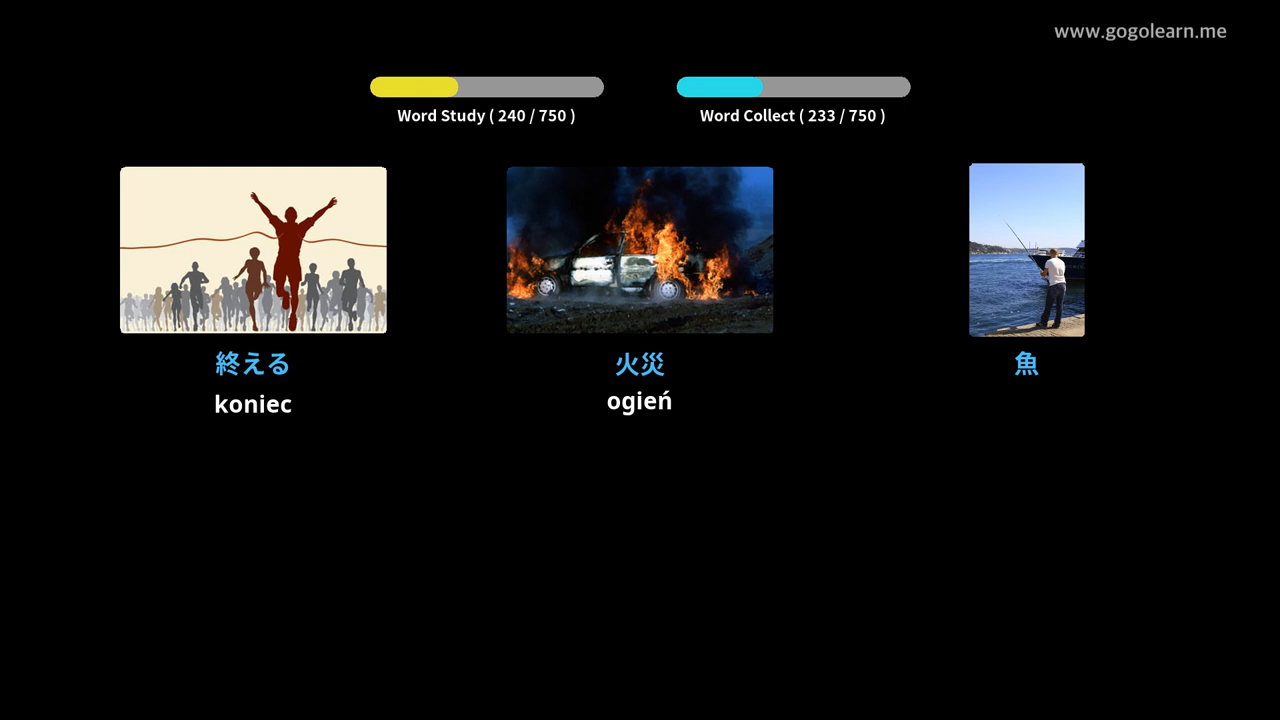 www.gogolearn.me
Word Study ( 240 / 750 )
Word Collect ( 233 / 750 )
終える
火災
魚
koniec
ogień